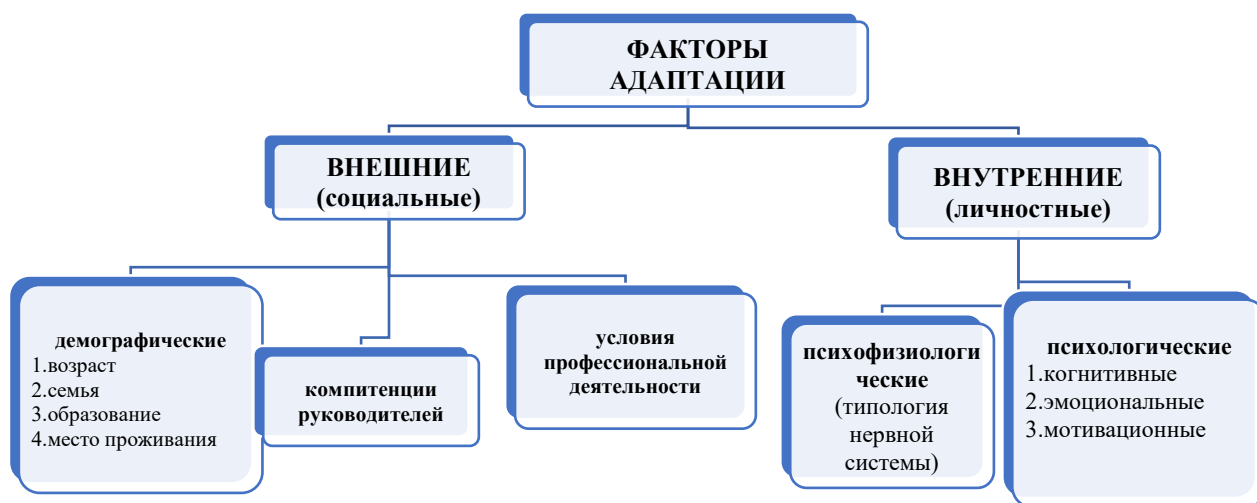 ФАКТОРЫ
АДАПТАЦИИ
ВНЕШНИЕ
(социальные)
ВНУТРЕННИЕ
(личностные)
демографические
1.возраст
2.семья
3.образование
4.место проживания
компитенции
руководителей
условия
профессиональной
деятельности
психофизиологи
ческие
(типология
нервной
системы)
психологические
1.когнитивные
2.эмоциональные
3.мотивационные